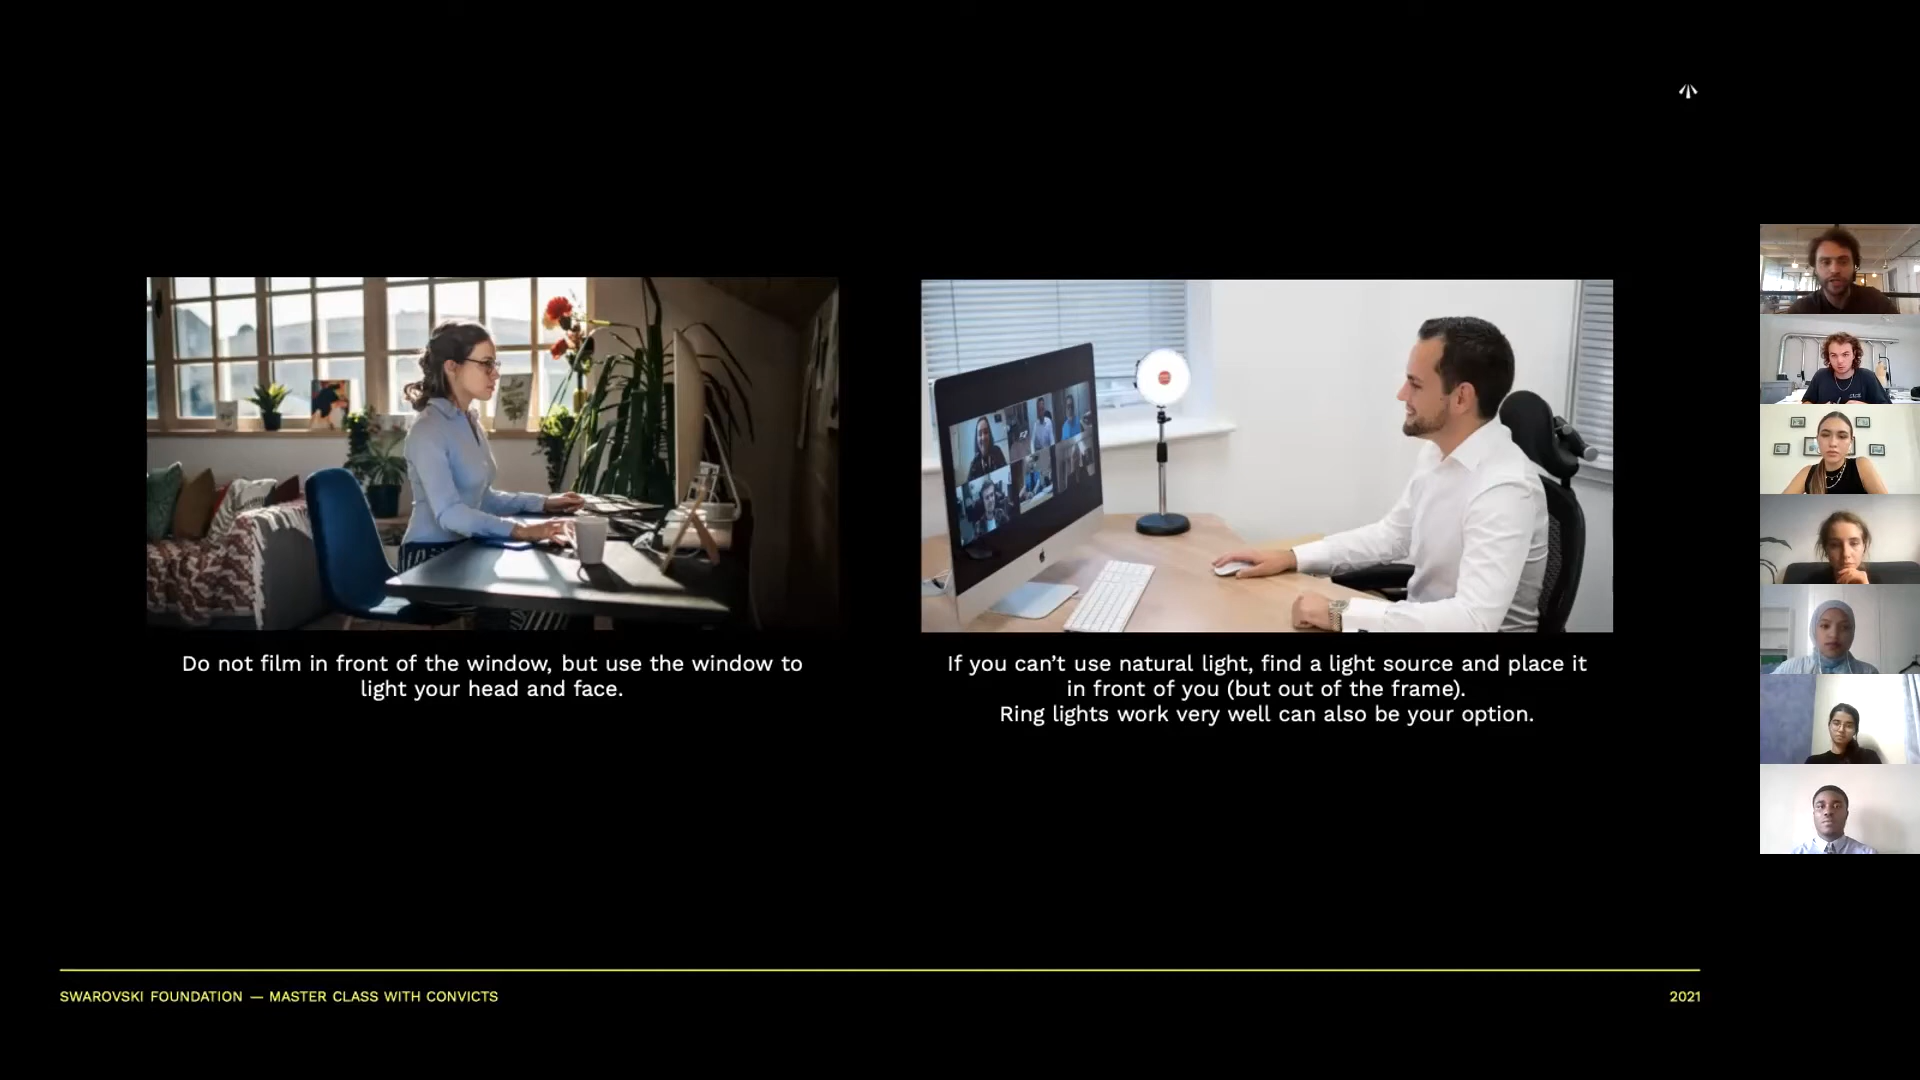 Do not film in front of the window, but use the window to
light your head and face.
If you can’t use natural light, find a light source and place it
in front of you (but out of the frame).
Ring lights work very well can also be your option.
SWAROVSKI FOUNDATION — MASTER CLASS WITH CONVICTS
2021